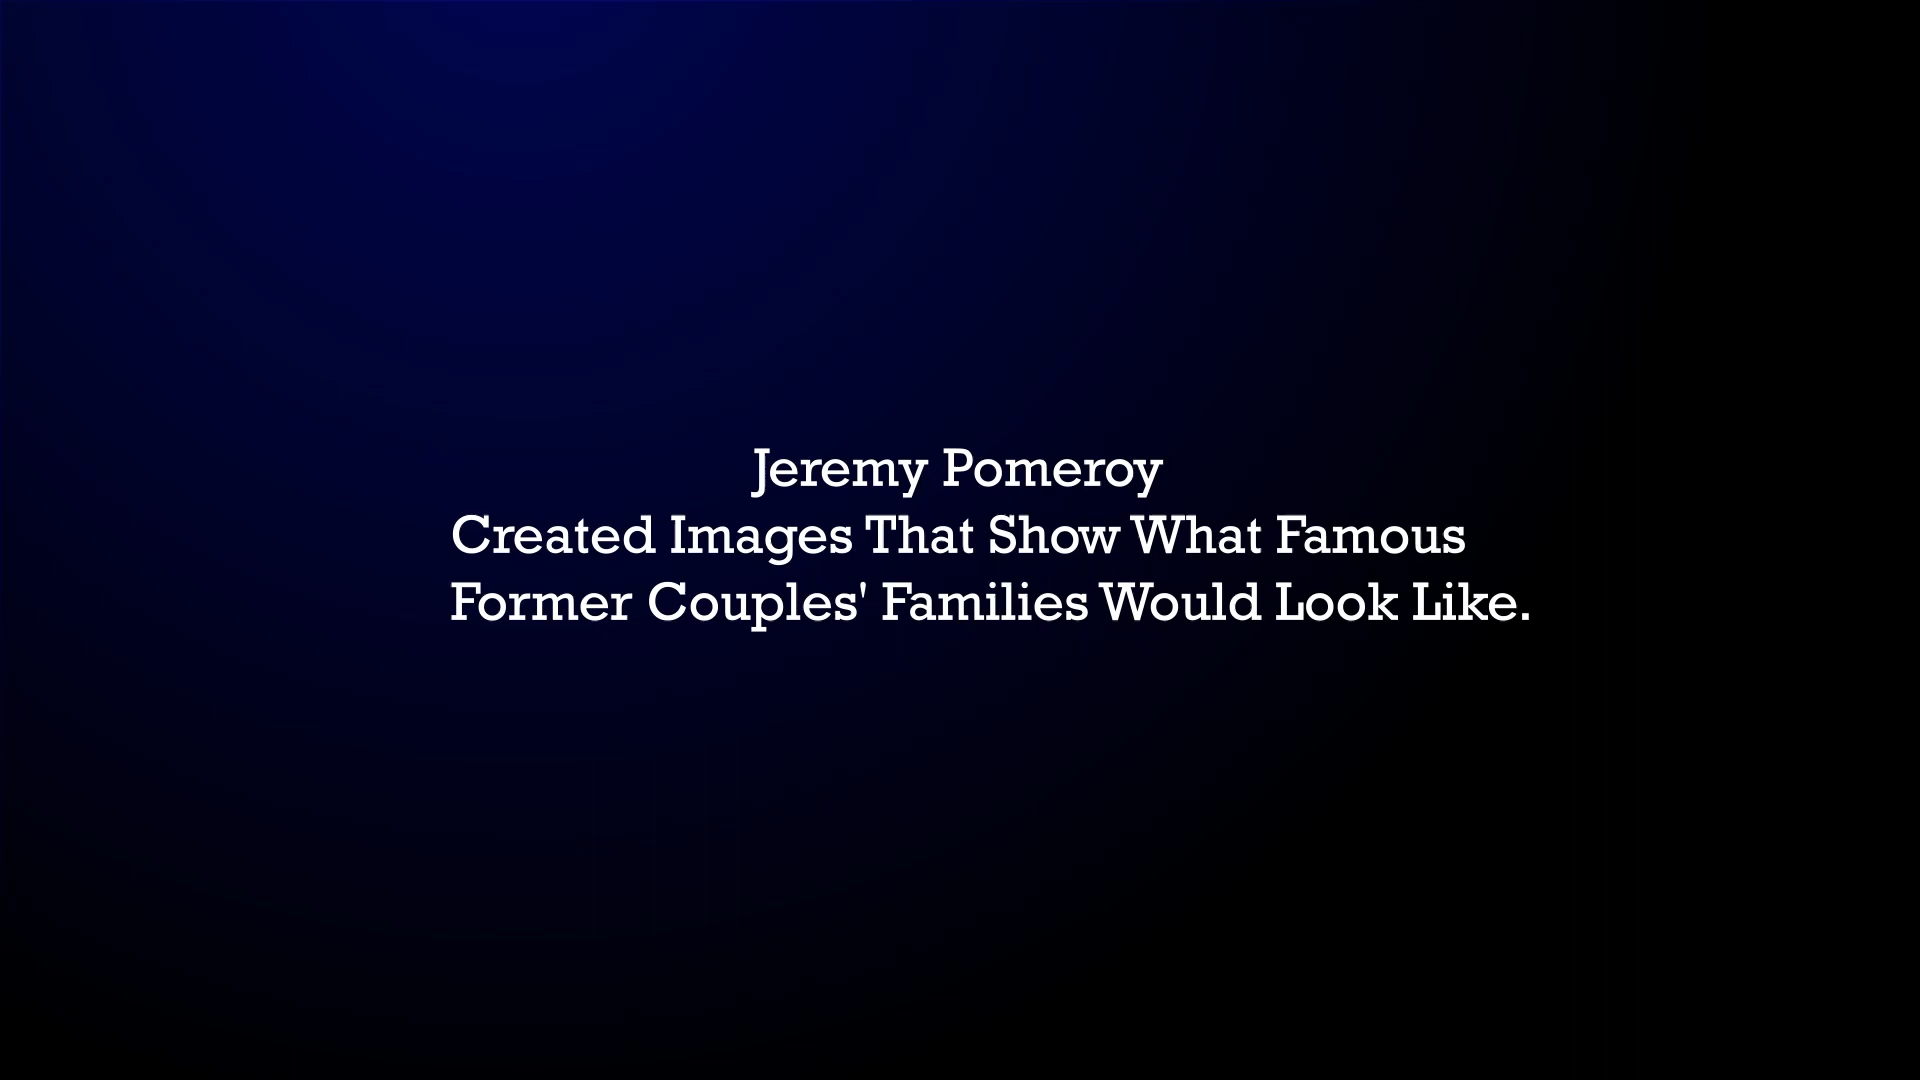 Jeremy Pomeroy
Created Images That Show What Famous
Former Couples' Families Would Look Like.